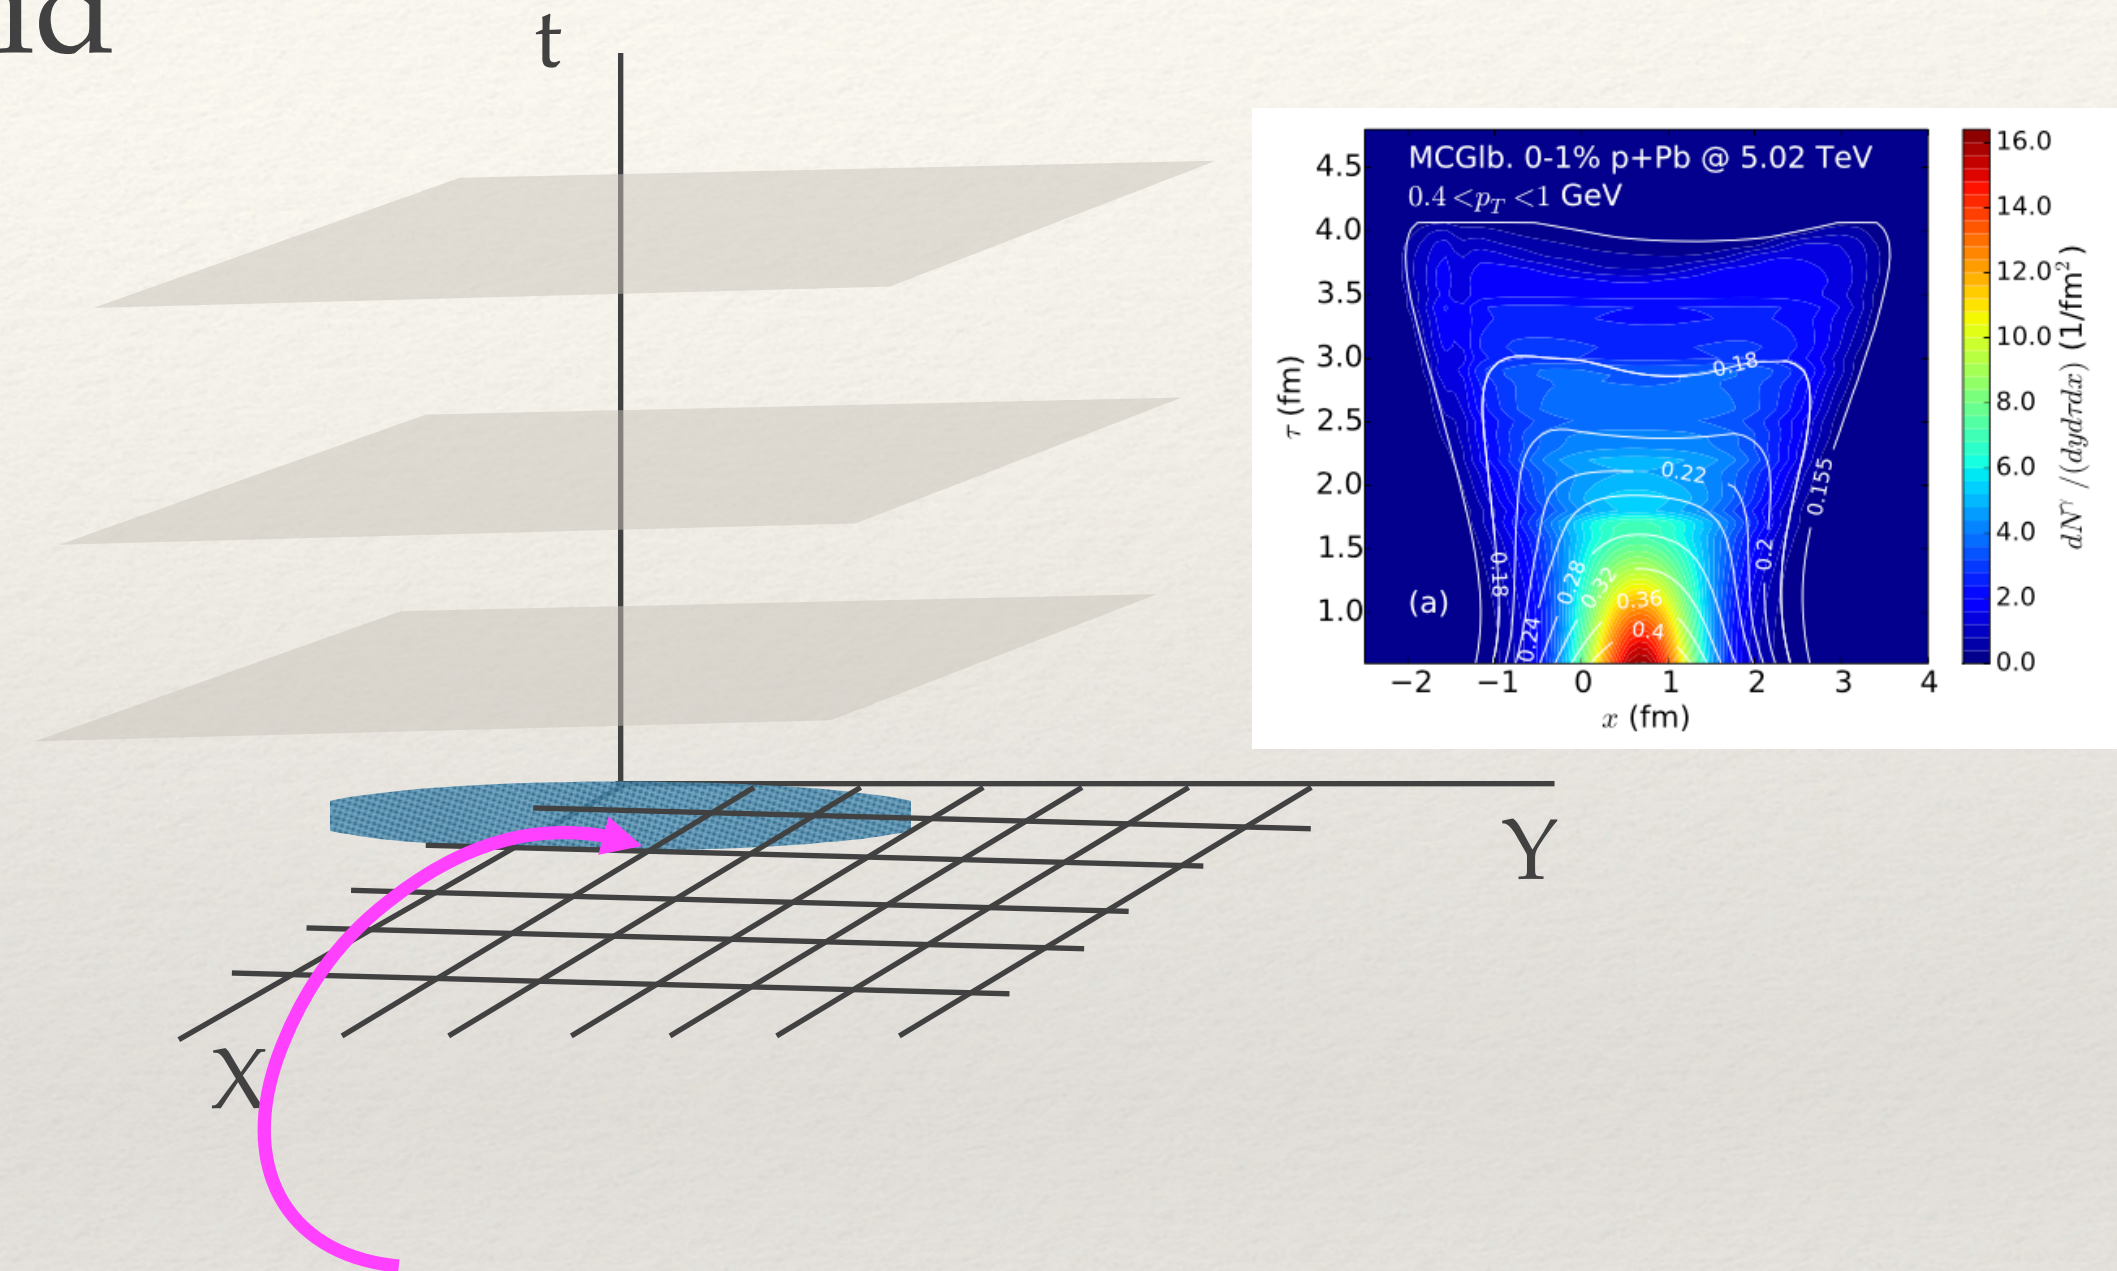 t
MCGlb. 0-1% p+Pb @ 5.02 TeV
0.4 <p_T <1 GeV
4.5
4.0
3.5
3.0
2.5
2.0
1.5
1.0
τ (fm)
0.18
0.22
0.155
0.2
0.18
0.28
0.32
0.36
0.24
0.4
(a)
−2 −1 0 1 2 3 4
x (fm)
16.0
14.0
12.0
10.0
8.0
6.0
4.0
2.0
0.0
dN^γ /(dydτdx) (1/fm²)
Y
X